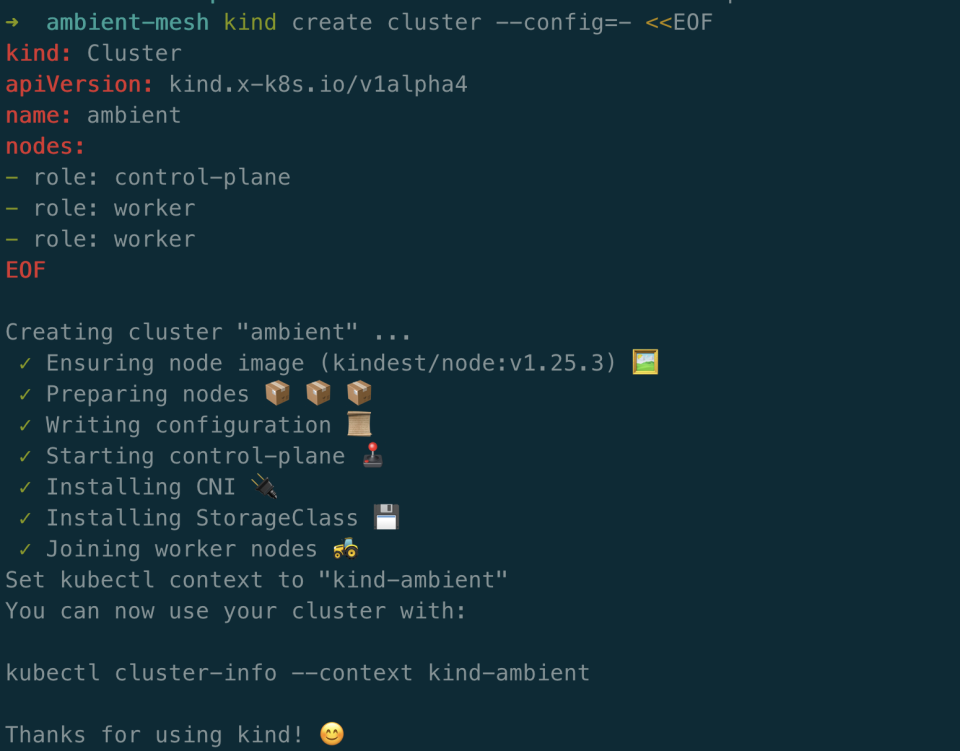 ➜  ambient-mesh kind create cluster --config=- <<EOF
kind: Cluster
apiVersion: kind.x-k8s.io/v1alpha4
name: ambient
nodes:
- role: control-plane
- role: worker
- role: worker
EOF
Creating cluster "ambient" ...
✓ Ensuring node image (kindest/node:v1.25.3) 🖼
✓ Preparing nodes 📦 📦 📦
✓ Writing configuration 📜
✓ Starting control-plane 🕹️
✓ Installing CNI 🔌
✓ Installing StorageClass 💾
✓ Joining worker nodes 🚜
Set kubectl context to "kind-ambient"
You can now use your cluster with:
kubectl cluster-info --context kind-ambient
Thanks for using kind! 😊